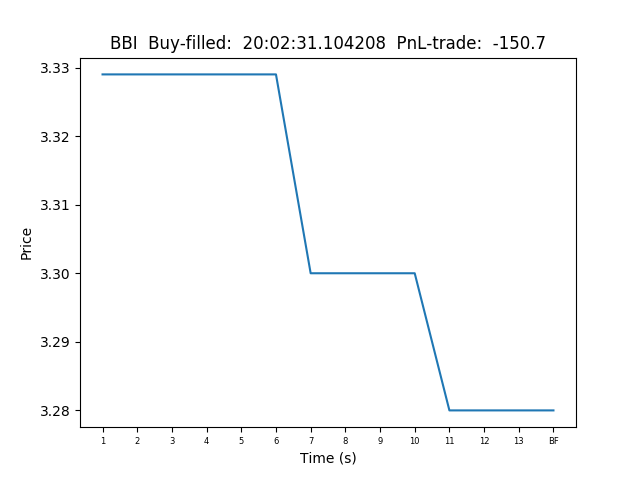 BBI  Buy-filled:  20:02:31.104208  PnL-trade:  -150.7
3.33
3.32
3.31
3.30
3.29
3.28
Price
1 2 3 4 5 6 7 8 9 10 11 12 13 BF
Time (s)